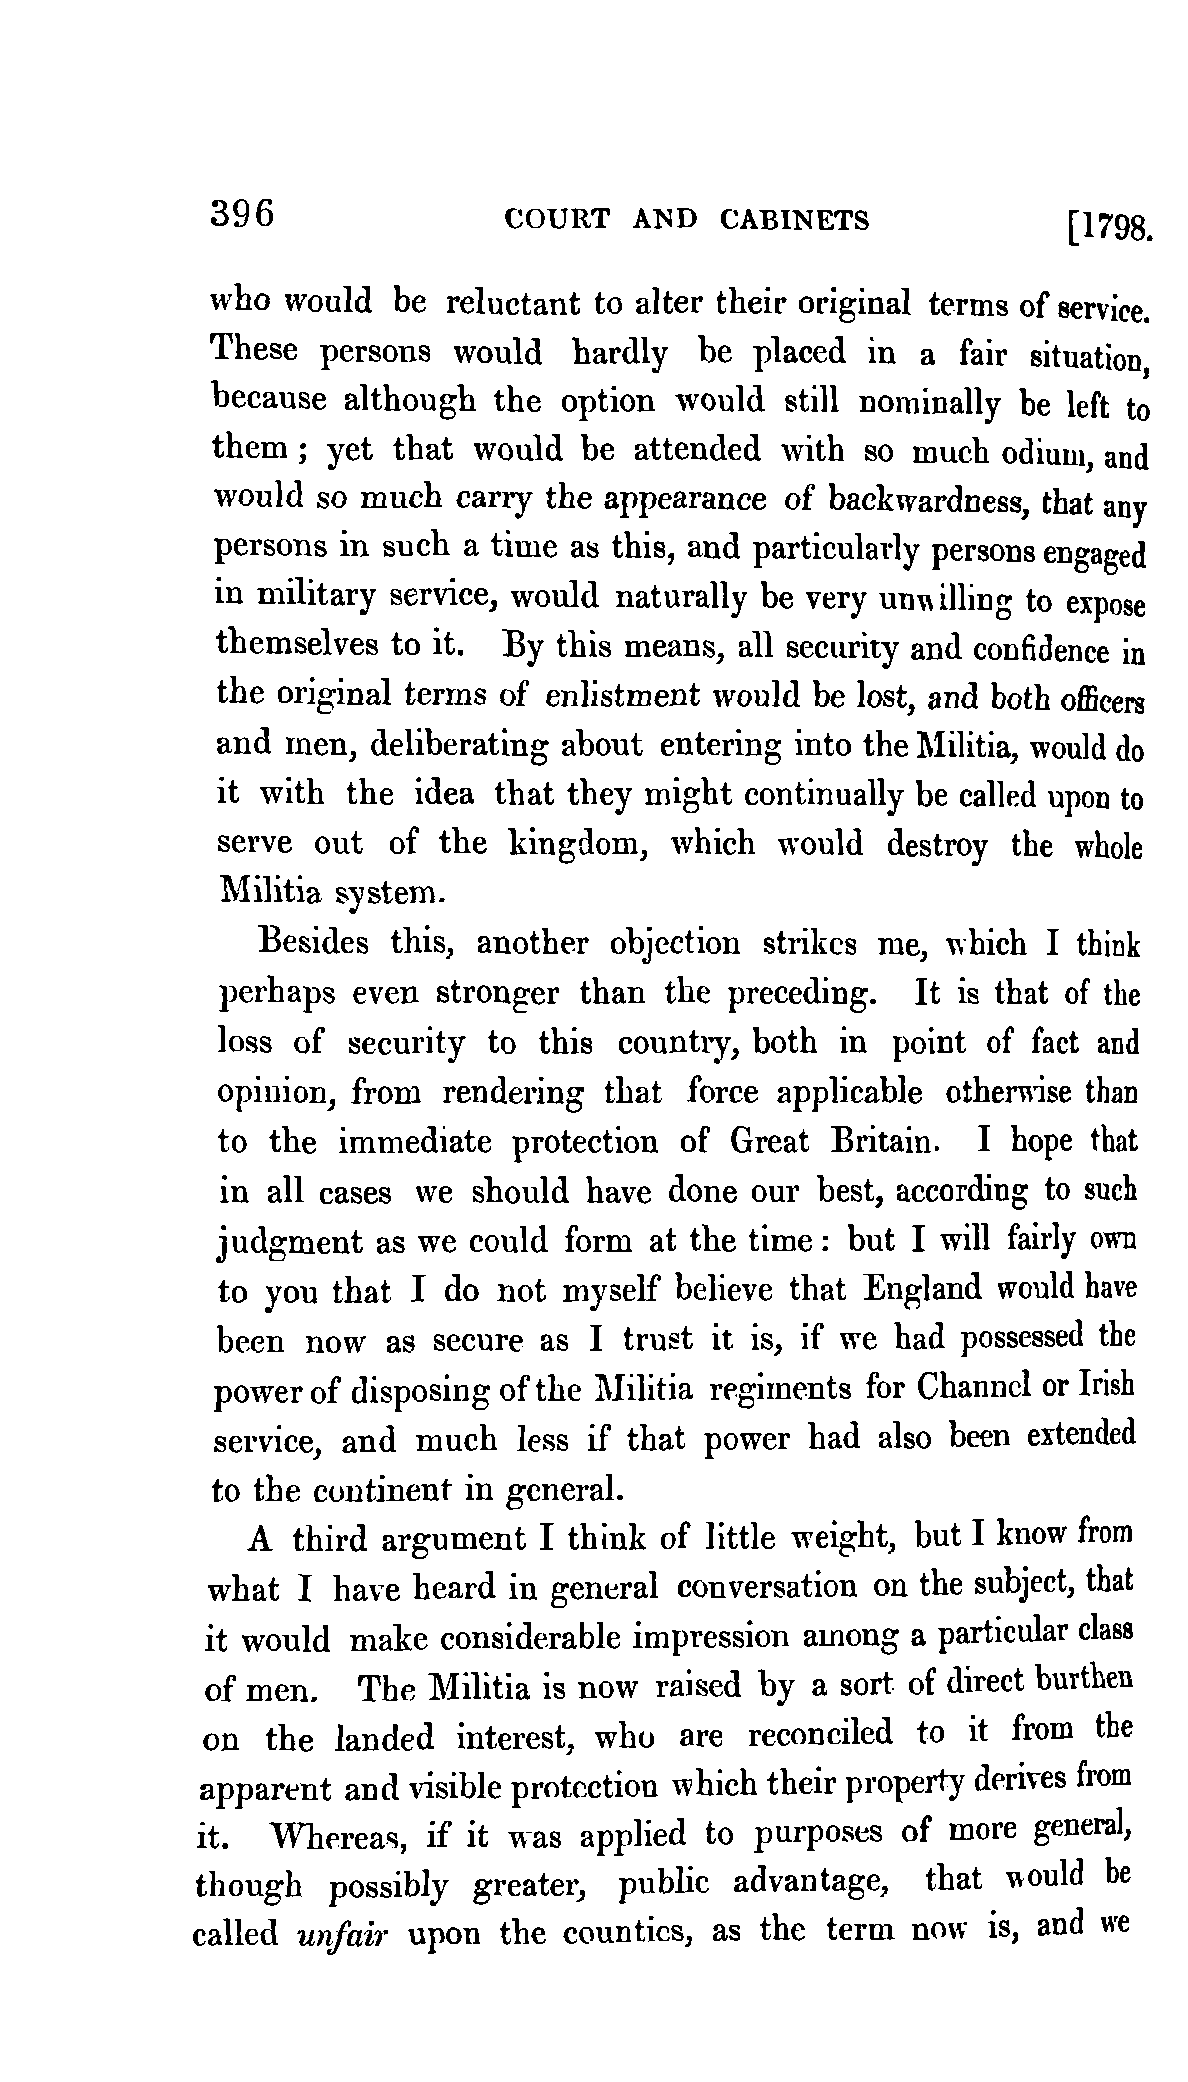 396 COURT AND CABINETS [1798.
who would be reluctant to alter their original terms of service.
These persons would hardly be placed in a fair situation,
because although the option would still nominally be left to
them ; yet that would be attended with so much odium, and
would so much carry the appearance of backwardness, that any
persons in such a time as this, and particularly persons engaged
in military service, would naturally be very unwilling to expose
themselves to it. By this means, all security and confidence in
the original terms of enlistment would be lost, and both officers
and men, deliberating about entering into the Militia, would do
it with the idea that they might continually be called upon to
serve out of the kingdom, which would destroy the whole
Militia system.
Besides this, another objection strikes me, which I think
perhaps even stronger than the preceding. It is that of the
loss of security to this country, both in point of fact and
opinion, from rendering that force applicable otherwise than
to the immediate protection of Great Britain. I hope that
in all cases we should have done our best, according to such
judgment as we could form at the time : but I will fairly own
to you that I do not myself believe that England would have
been now as secure as I trust it is, if we had possessed the
power of disposing of the Militia regiments for Channel or Irish
service, and much less if that power had also been extended
to the continent in general.
A third argument I think of little weight, but I know from
what I have heard in general conversation on the subject, that
it would make considerable impression among a particular class
of men. The Militia is now raised by a sort of direct burthen
on the landed interest, who are reconciled to it from the
apparent and visible protection which their property derives from
it. Whereas, if it was applied to purposes of more general,
though possibly greater, public advantage, that would be
called unfair upon the counties, as the term now is, and we